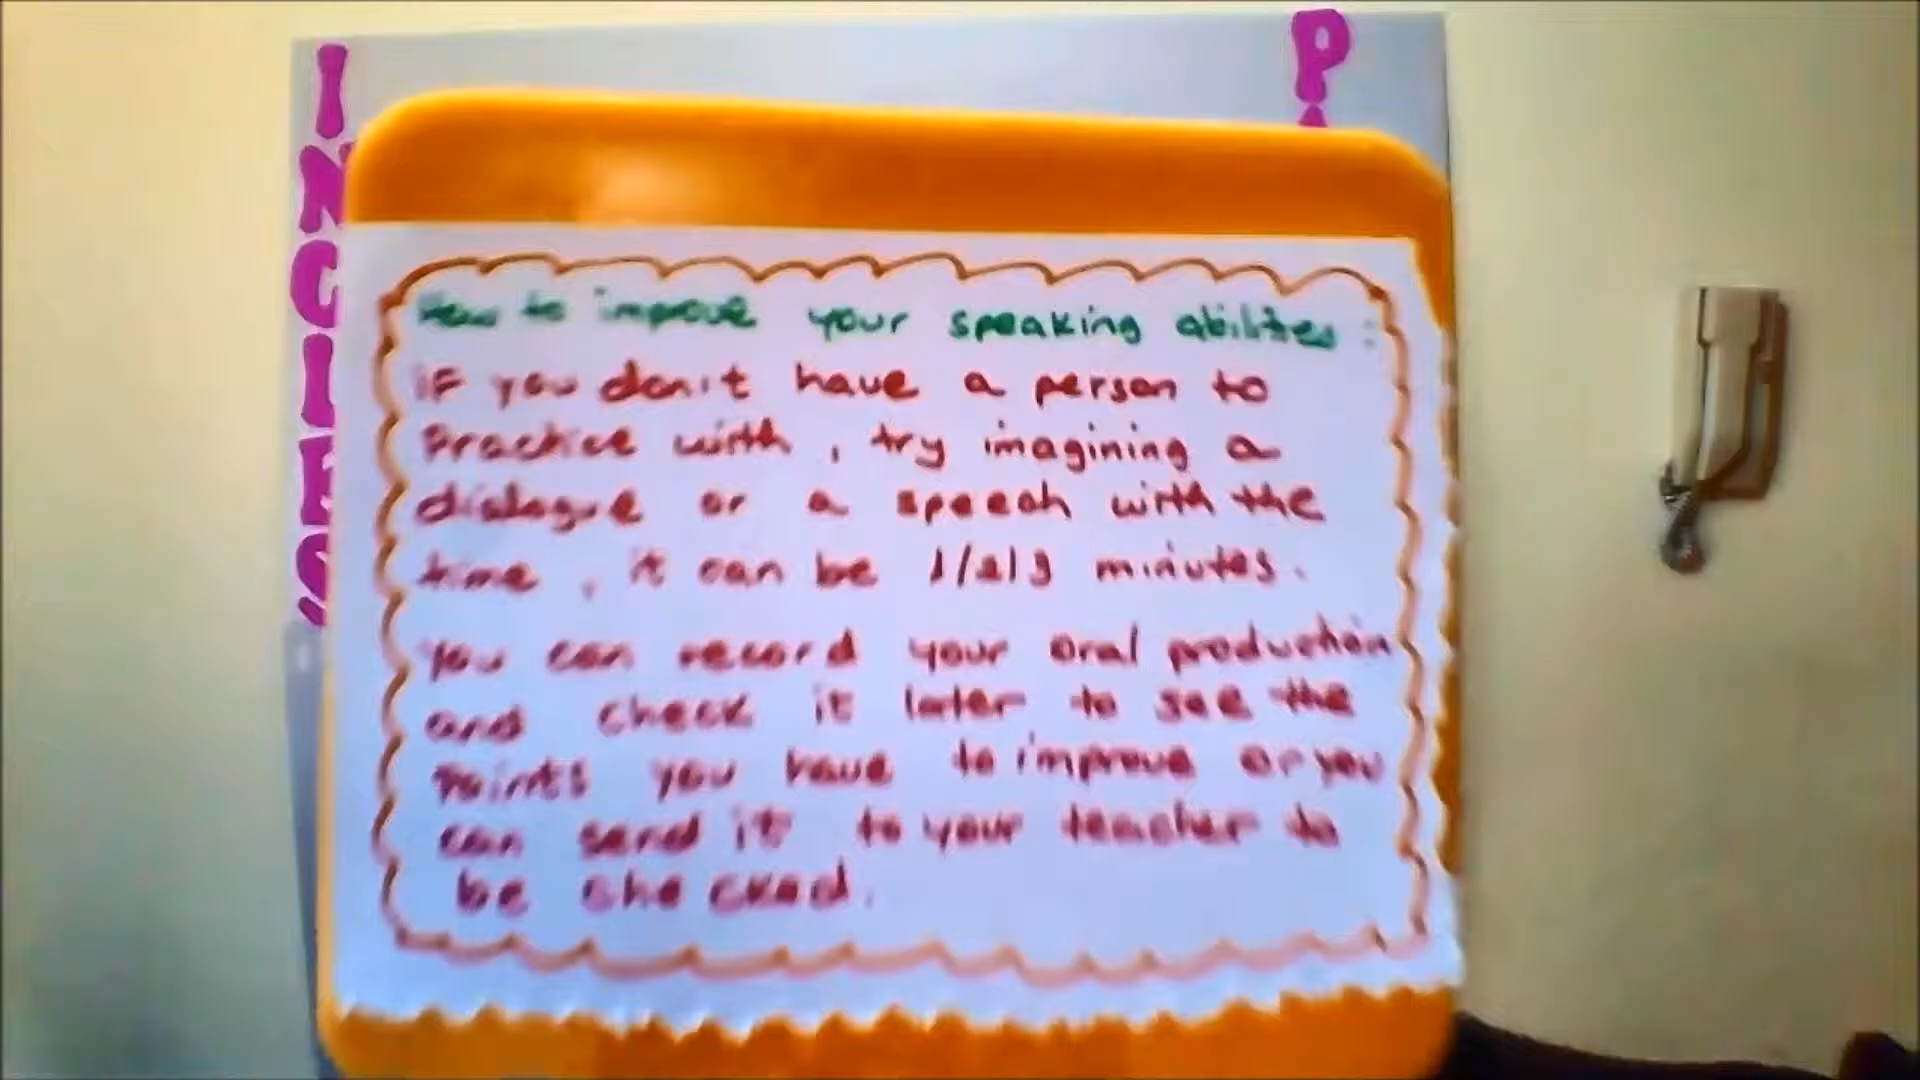 INGLÉS
P
How to improve your speaking abilities:
if you don't have a person to
Practice with, try imagining a
dialogue or a speech with the
time, it can be 1/2/3 minutes.
You can record your oral production
and check it later to see the
points you have to improve or you
can send it to your teacher to
be checked.